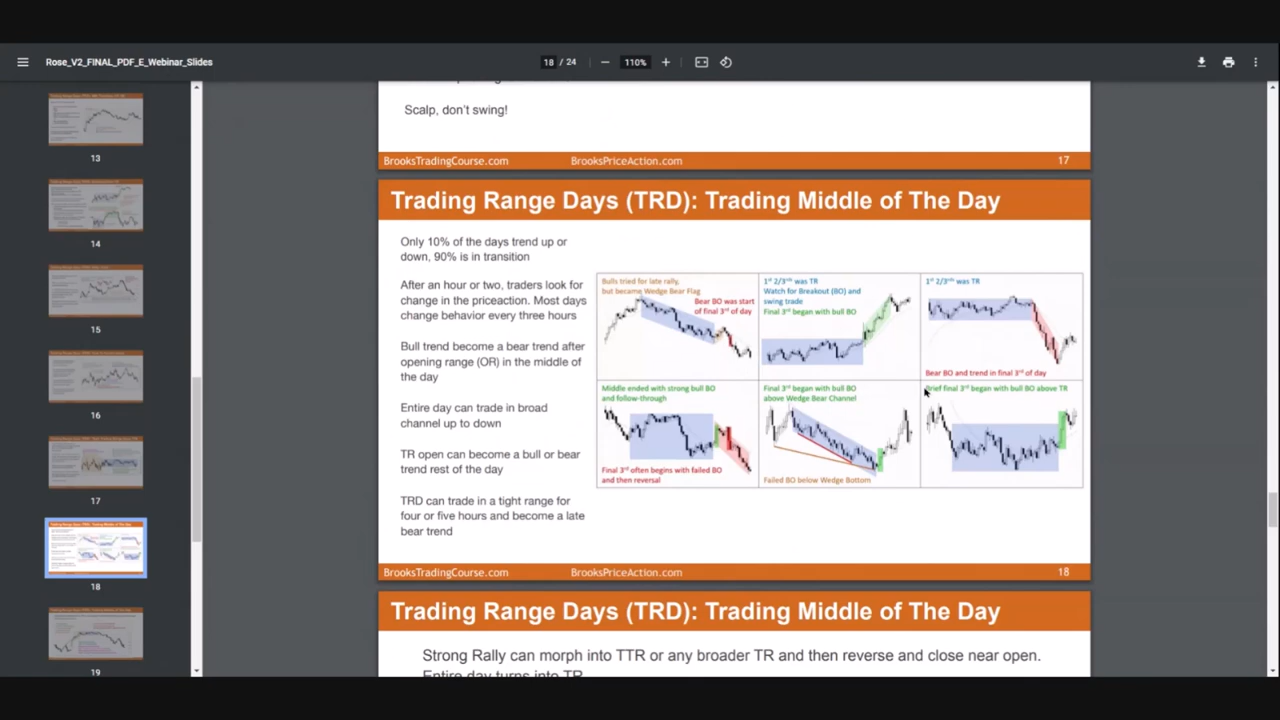 Rose_V2_FINAL_PDF_E_Webinar_Slides
18 / 24
110%
13
14
15
16
17
18
19
Scalp, don't swing!
BrooksTradingCourse.com BrooksPriceAction.com 17
Trading Range Days (TRD): Trading Middle of The Day
Only 10% of the days trend up or
down, 90% is in transition
After an hour or two, traders look for
change in the priceaction. Most days
change behavior every three hours
Bull trend become a bear trend after
opening range (OR) in the middle of
the day
Entire day can trade in broad
channel up to down
TR open can become a bull or bear
trend rest of the day
TRD can trade in a tight range for
four or five hours and become a late
bear trend
Bulls tried for late rally,
but became Wedge Bear Flag
Bear BO was start
of final 3rd of day
1st 2/3rds was TR
Watch for Breakout (BO) and
swing trade
Final 3rd began with bull BO
1st 2/3rds was TR
Bear BO and trend in final 3rd of day
Middle ended with strong bull BO
and follow-through
Final 3rd often begins with failed BO
and then reversal
Final 3rd began with bull BO
above Wedge Bear Channel
Failed BO below Wedge Bottom
Brief final 3rd began with bull BO above TR
BrooksTradingCourse.com BrooksPriceAction.com 18
Trading Range Days (TRD): Trading Middle of The Day
Strong Rally can morph into TTR or any broader TR and then reverse and close near open.
Entire day turns into TR